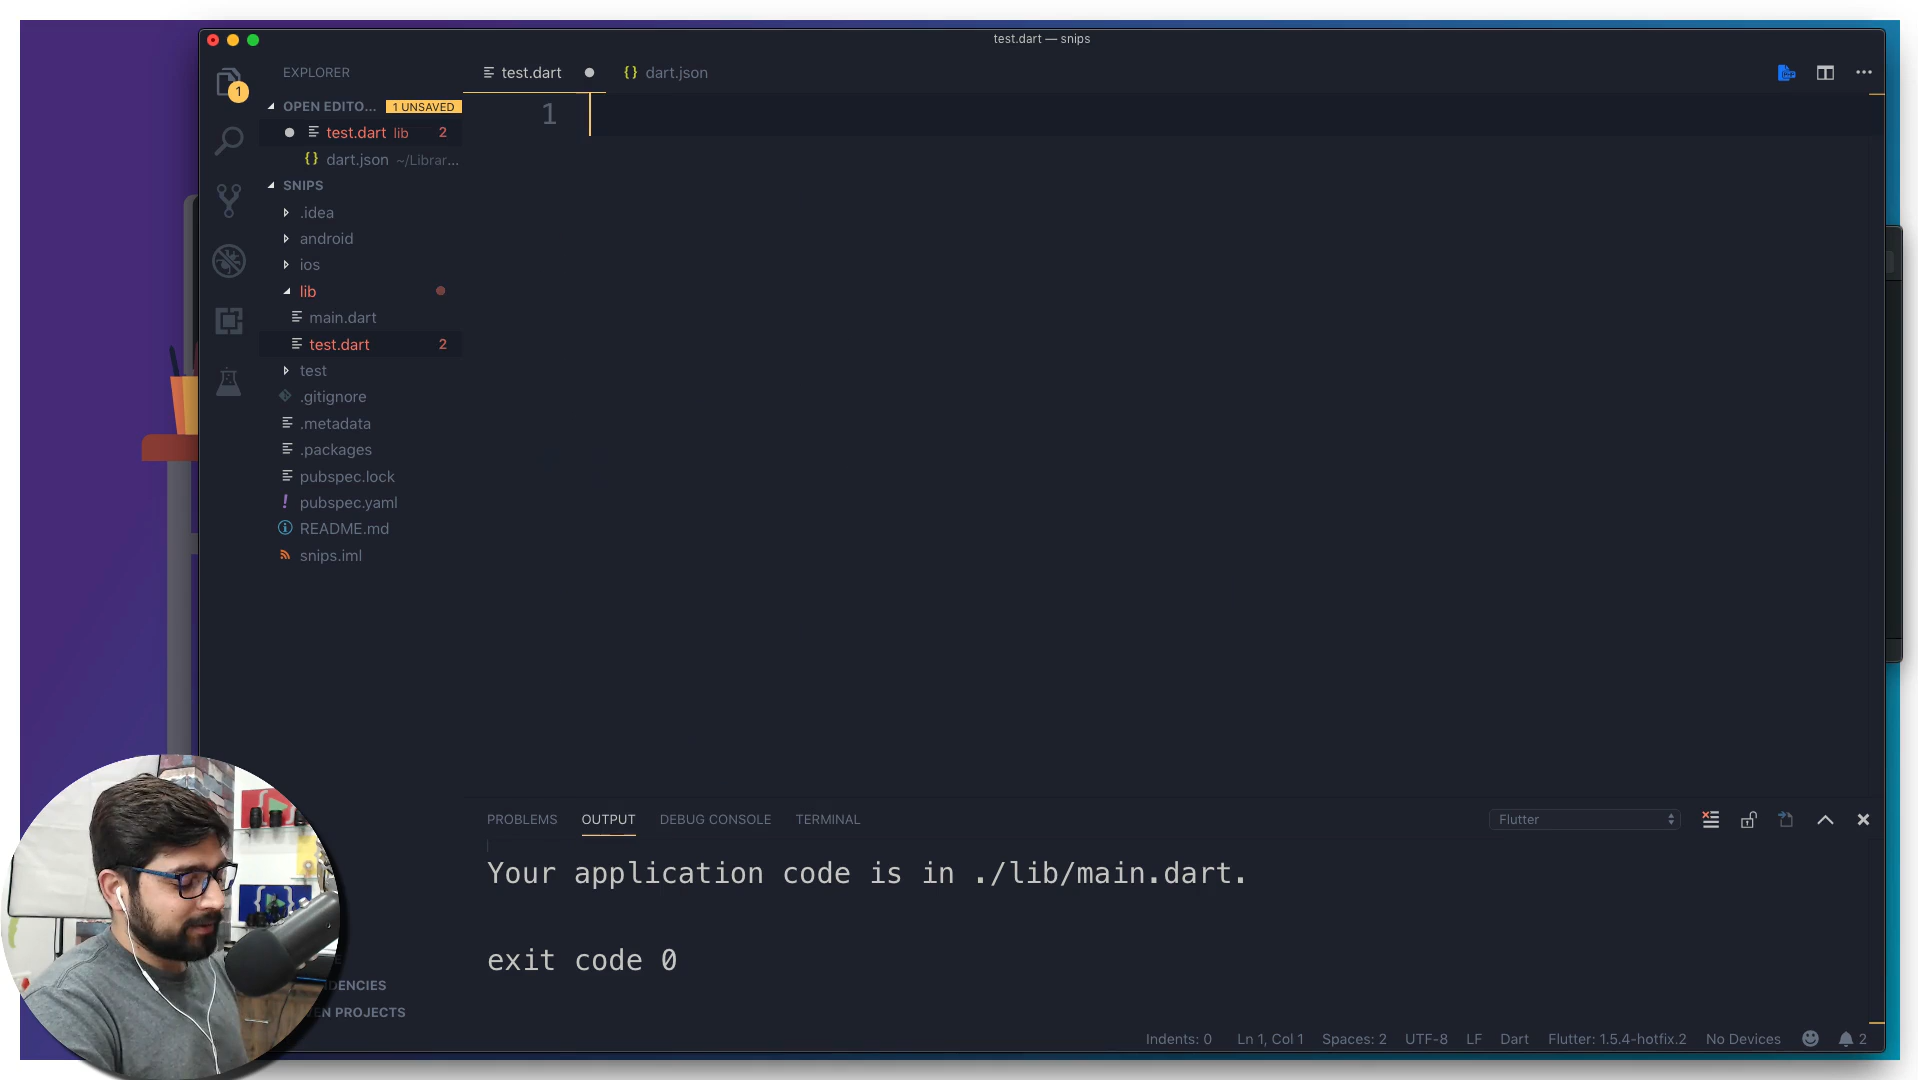 test.dart — snips
1
EXPLORER
OPEN EDITO... 1 UNSAVED
test.dart lib 2
{} dart.json ~/Librar...
SNIPS
.idea
android
ios
lib
main.dart
test.dart 2
test
.gitignore
.metadata
.packages
pubspec.lock
! pubspec.yaml
README.md
snips.iml
DENCIES
EN PROJECTS
test.dart
{} dart.json
1
PROBLEMS OUTPUT DEBUG CONSOLE TERMINAL
Flutter
Your application code is in ./lib/main.dart.
exit code 0
Indents: 0 Ln 1, Col 1 Spaces: 2 UTF-8 LF Dart Flutter: 1.5.4-hotfix.2 No Devices 2